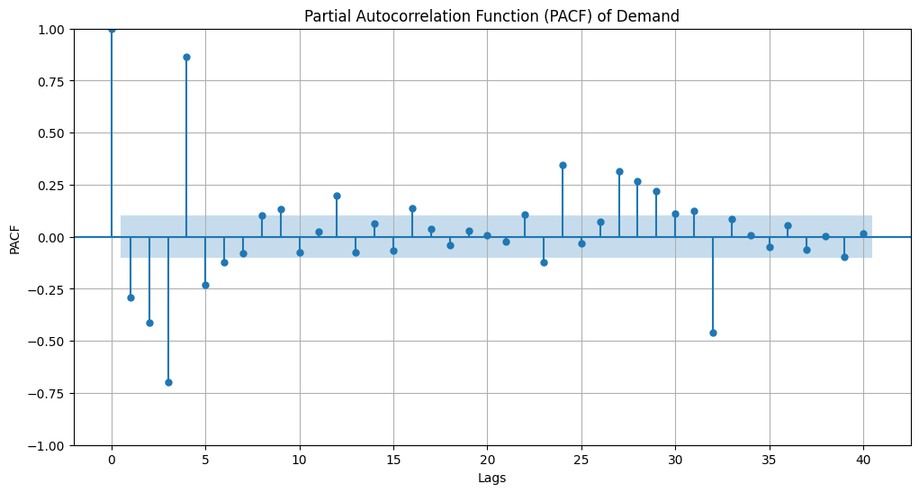 Partial Autocorrelation Function (PACF) of Demand
1.00
0.75
0.50
0.25
0.00
−0.25
−0.50
−0.75
−1.00
PACF
0 5 10 15 20 25 30 35 40
Lags